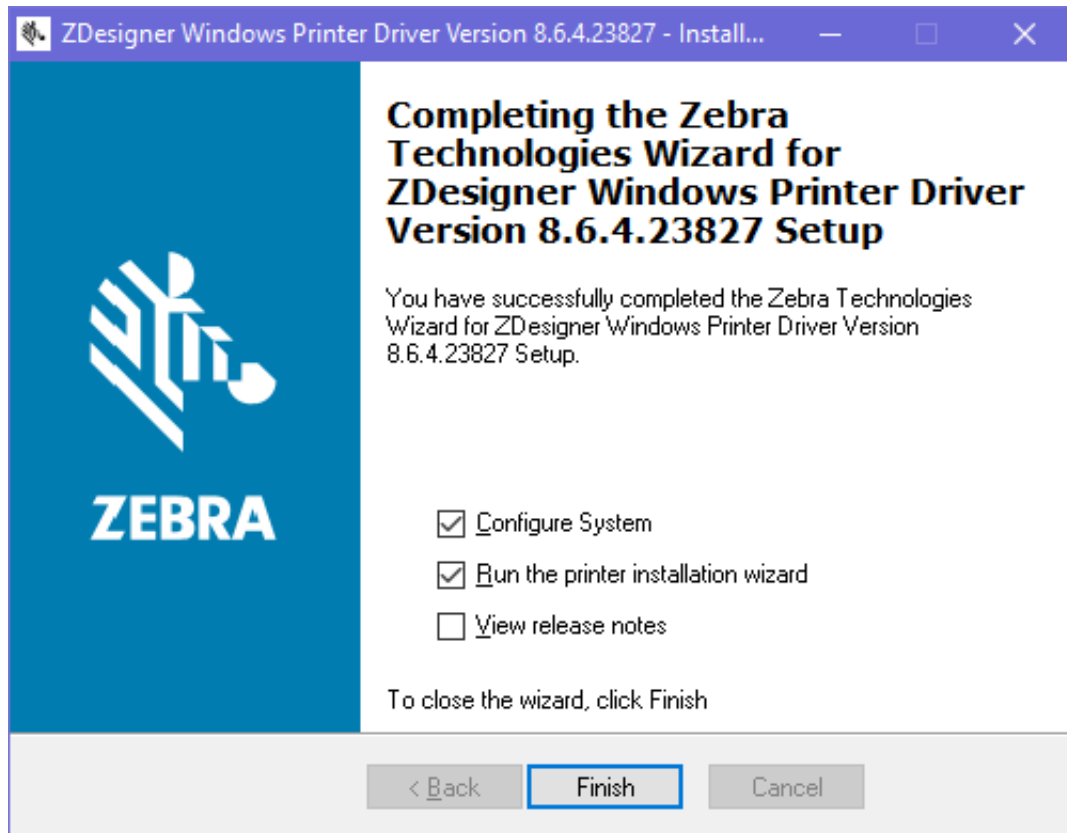 ZDesigner Windows Printer Driver Version 8.6.4.23827 - Install...
Completing the Zebra
Technologies Wizard for
ZDesigner Windows Printer Driver
Version 8.6.4.23827 Setup
You have successfully completed the Zebra Technologies
Wizard for ZDesigner Windows Printer Driver Version
8.6.4.23827 Setup.
ZEBRA
Configure System
Run the printer installation wizard
View release notes
To close the wizard, click Finish
< Back
Finish
Cancel